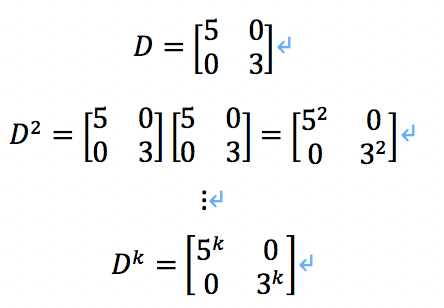 D = [5 0; 0 3]↵
D² = [5 0; 0 3][5 0; 0 3] = [5² 0; 0 3²]↵
⋮↵
Dᵏ = [5ᵏ 0; 0 3ᵏ]↵